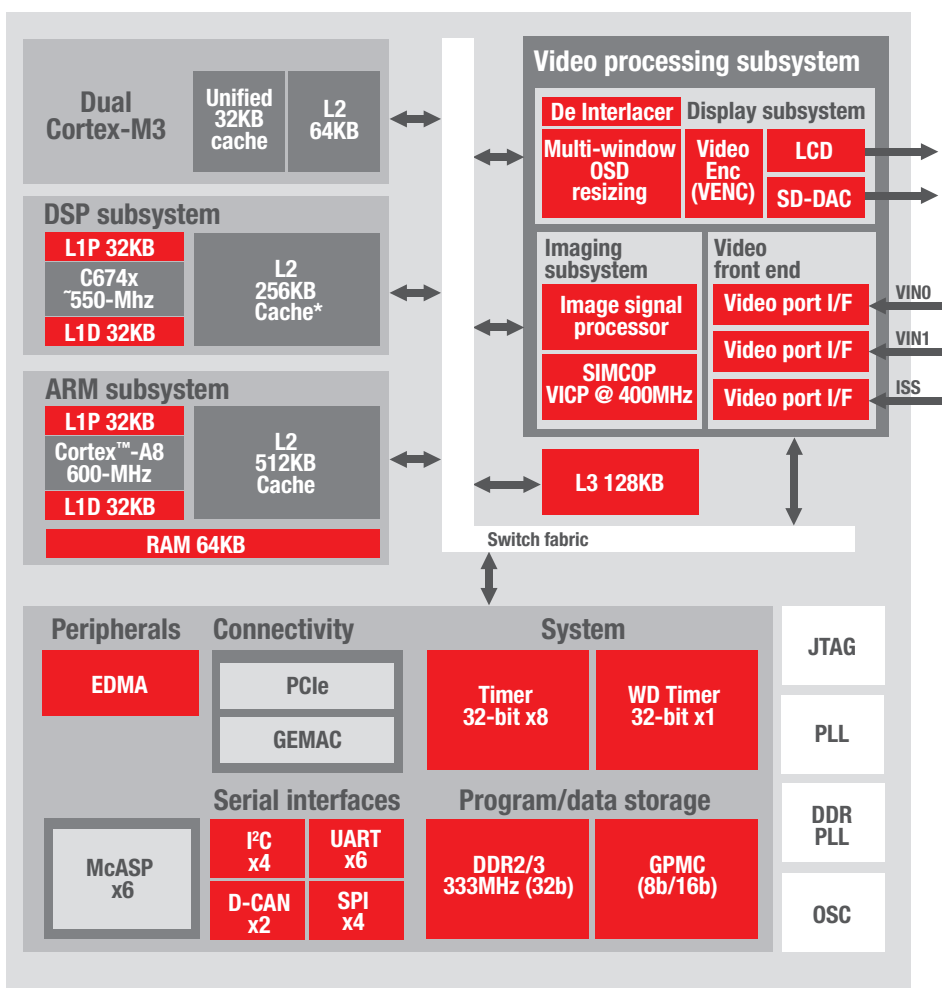 Dual
Cortex-M3
Unified
32KB
cache
L2
64KB
DSP subsystem
L1P 32KB
C674x
~550-Mhz
L1D 32KB
L2
256KB
Cache*
ARM subsystem
L1P 32KB
Cortex™-A8
600-MHz
L1D 32KB
L2
512KB
Cache
RAM 64KB
Video processing subsystem
De Interlacer
Multi-window
OSD
resizing
Display subsystem
Video
Enc
(VENC)
LCD
SD-DAC
Imaging
subsystem
Image signal
processor
SIMCOP
VICP @ 400MHz
Video
front end
Video port I/F
Video port I/F
Video port I/F
VIN0
VIN1
ISS
L3 128KB
Switch fabric
Peripherals
EDMA
McASP
x6
Connectivity
PCIe
GEMAC
Serial interfaces
I²C
x4
UART
x6
D-CAN
x2
SPI
x4
System
Timer
32-bit x8
WD Timer
32-bit x1
Program/data storage
DDR2/3
333MHz (32b)
GPMC
(8b/16b)
JTAG
PLL
DDR
PLL
OSC